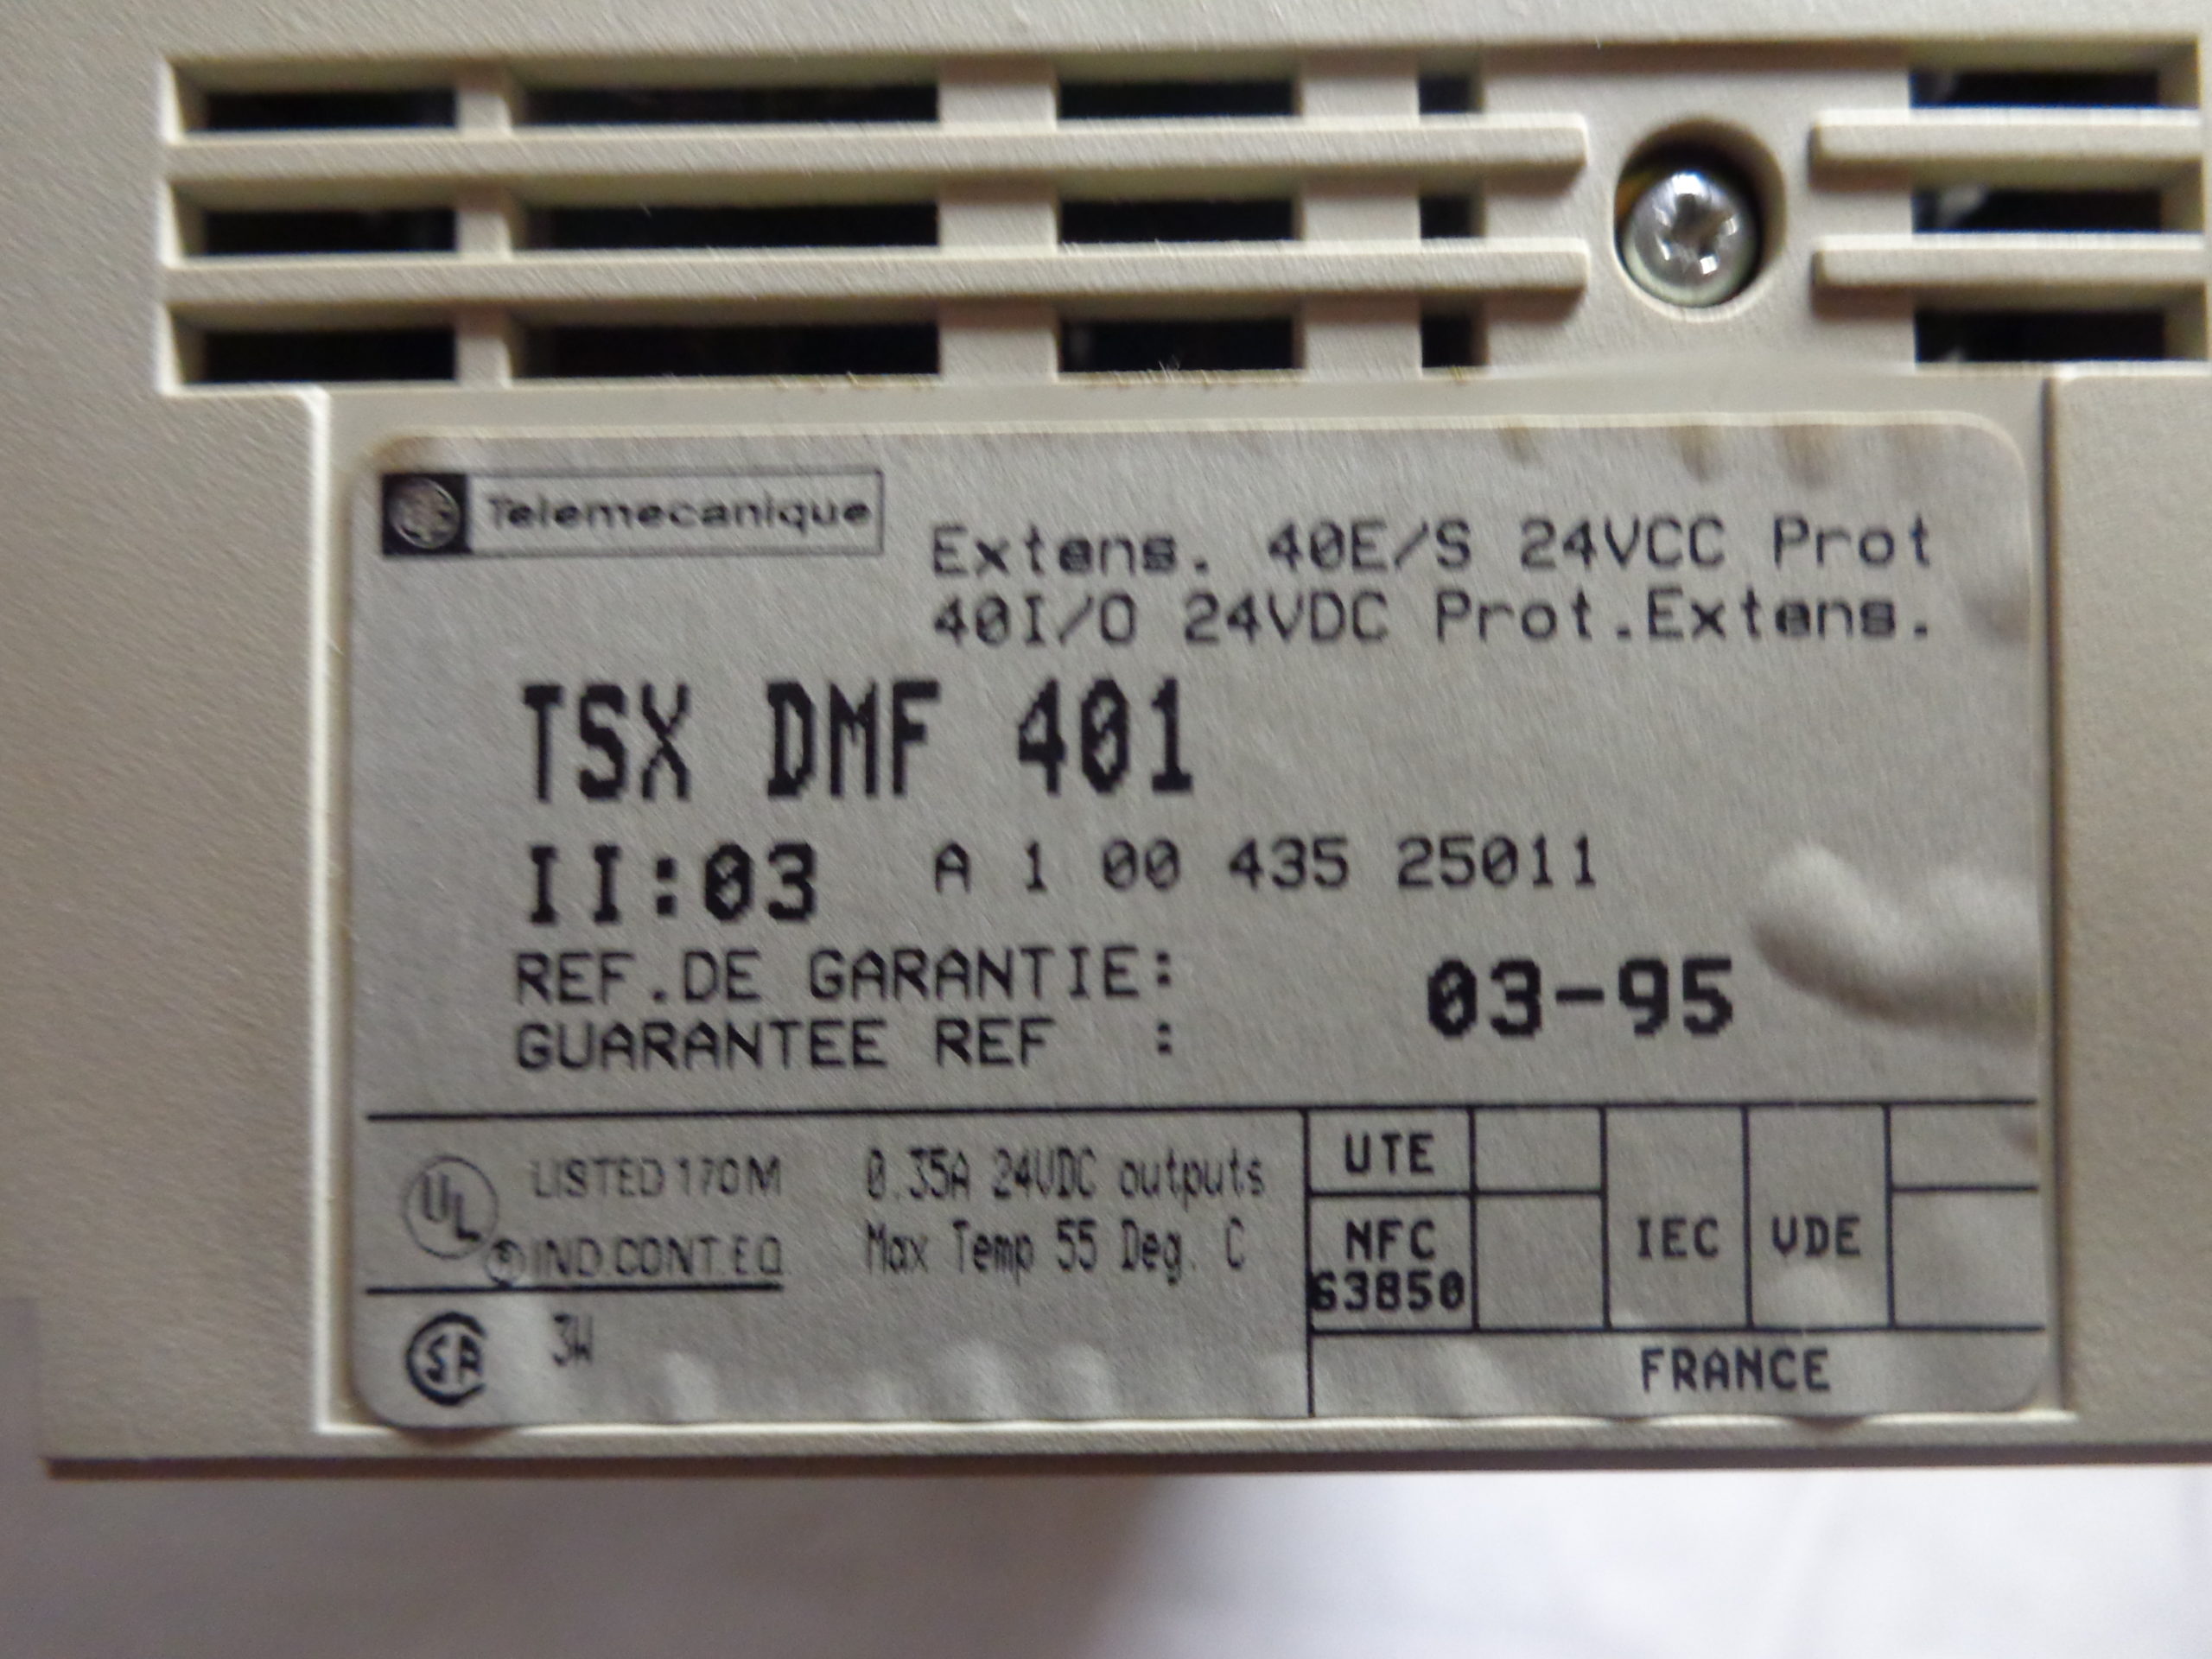 Telemecanique
Extens. 40E/S 24VCC Prot
40I/O 24VDC Prot.Extens.
TSX DMF 401
II:03 A 1 00 435 25011
REF.DE GARANTIE:
GUARANTEE REF :
03-95
UL LISTED 170M
® IND.CONT.EQ
0.35A 24VDC outputs
Max Temp 55 Deg. C
SA 3W
UTE
NFC
63850
IEC
VDE
FRANCE